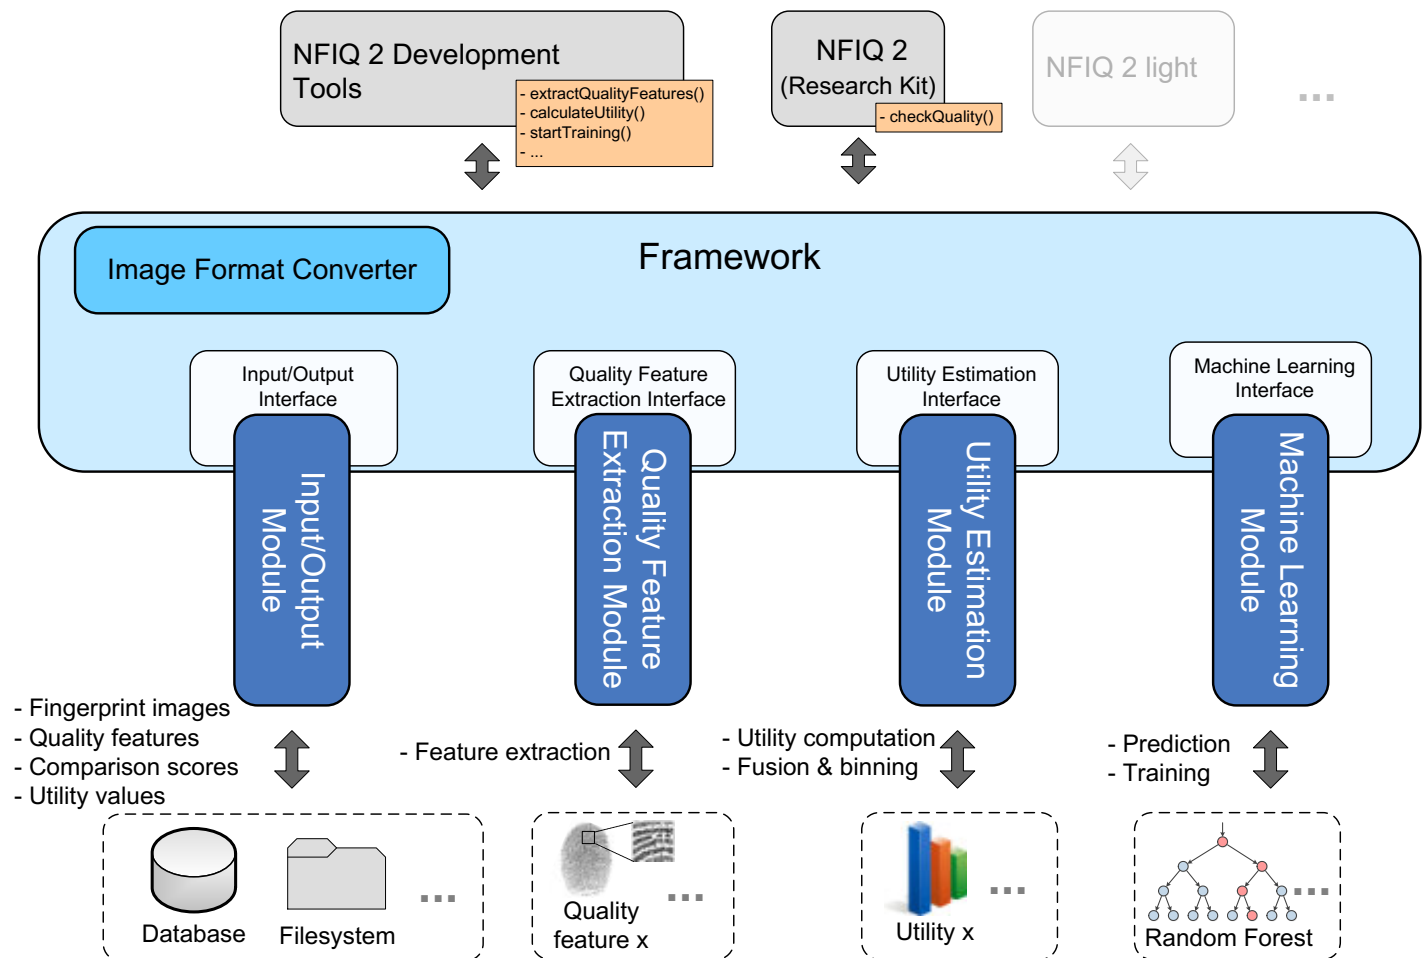 NFIQ 2 Development
Tools
- extractQualityFeatures()
- calculateUtility()
- startTraining()
- ...
NFIQ 2
(Research Kit)
- checkQuality()
NFIQ 2 light
...
Image Format Converter
Framework
Input/Output
Interface
Quality Feature
Extraction Interface
Utility Estimation
Interface
Machine Learning
Interface
Input/Output
Module
Quality Feature
Extraction Module
Utility Estimation
Module
Machine Learning
Module
- Fingerprint images
- Quality features
- Comparison scores
- Utility values
- Feature extraction
- Utility computation
- Fusion & binning
- Prediction
- Training
Database
Filesystem
...
Quality
feature x
...
Utility x
...
Random Forest
...